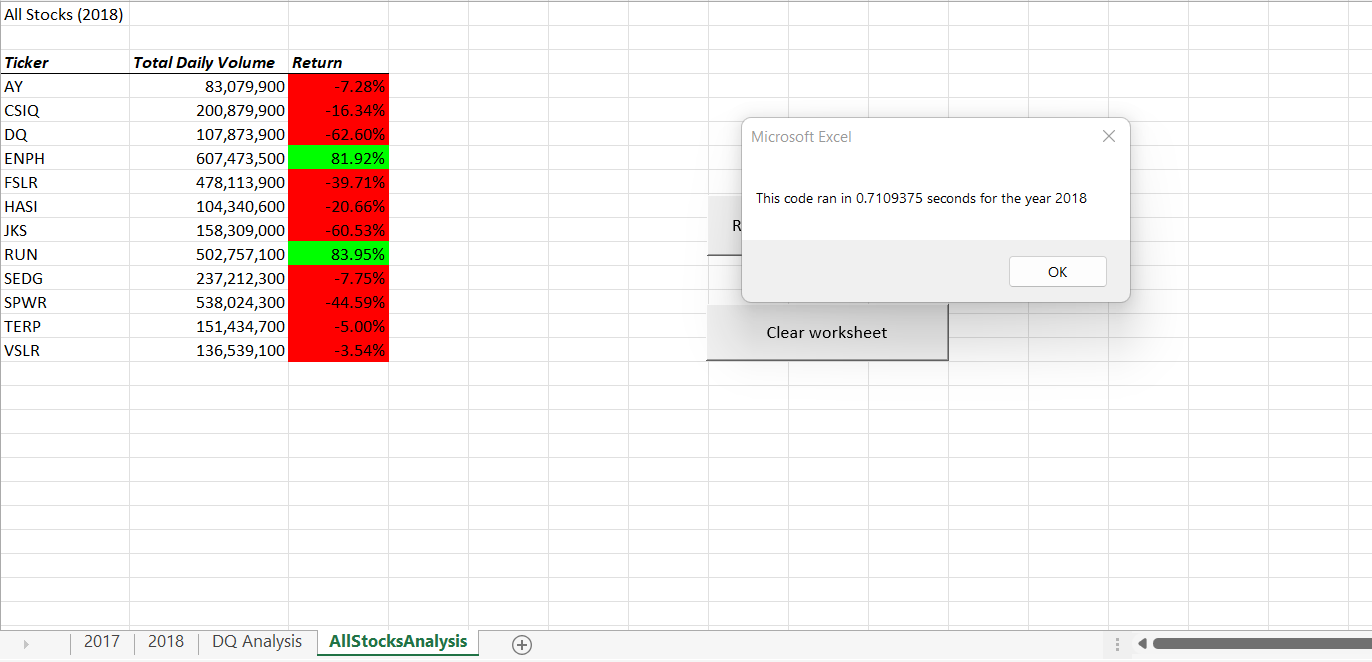 All Stocks (2018)
Ticker Total Daily Volume Return
AY 83,079,900 -7.28%
CSIQ 200,879,900 -16.34%
DQ 107,873,900 -62.60%
ENPH 607,473,500 81.92%
FSLR 478,113,900 -39.71%
HASI 104,340,600 -20.66%
JKS 158,309,000 -60.53%
RUN 502,757,100 83.95%
SEDG 237,212,300 -7.75%
SPWR 538,024,300 -44.59%
TERP 151,434,700 -5.00%
VSLR 136,539,100 -3.54%
Microsoft Excel
This code ran in 0.7109375 seconds for the year 2018
R
OK
Clear worksheet
2017 2018 DQ Analysis AllStocksAnalysis